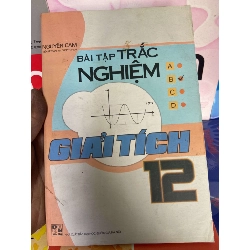 NGUYỄN CAM
BÀI TẬP TRẮC
NGHIỆM
A
B
C
D
GIẢI TÍCH
12